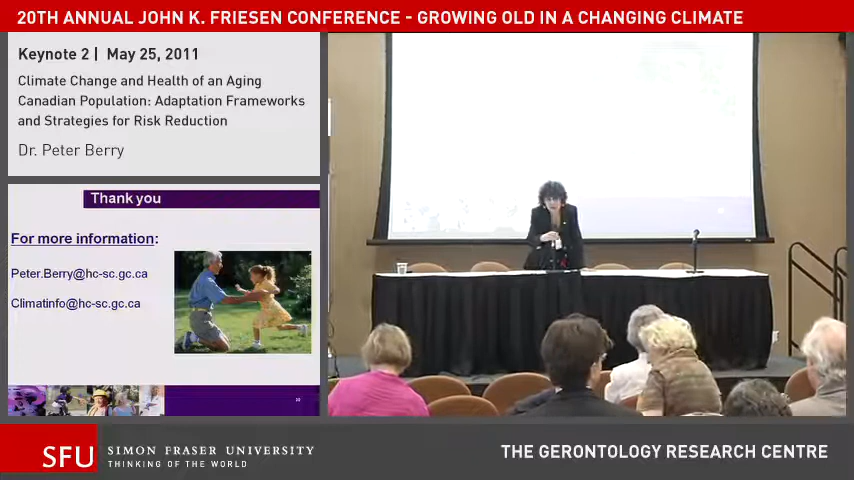 20TH ANNUAL JOHN K. FRIESEN CONFERENCE - GROWING OLD IN A CHANGING CLIMATE
Keynote 2 | May 25, 2011
Climate Change and Health of an Aging
Canadian Population: Adaptation Frameworks
and Strategies for Risk Reduction
Dr. Peter Berry
Thank you
For more information:
Peter.Berry@hc-sc.gc.ca
Climatinfo@hc-sc.gc.ca
SFU
SIMON FRASER UNIVERSITY
THINKING OF THE WORLD
THE GERONTOLOGY RESEARCH CENTRE